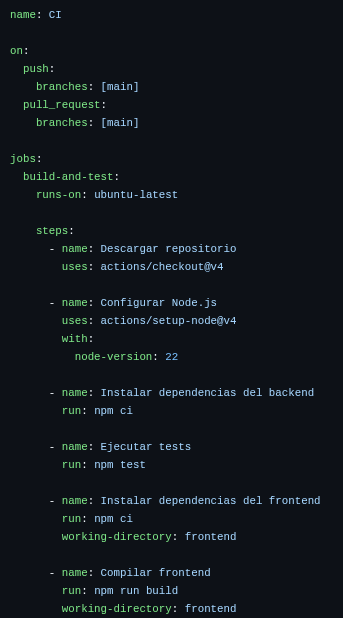 name: CI

on:
  push:
    branches: [main]
  pull_request:
    branches: [main]

jobs:
  build-and-test:
    runs-on: ubuntu-latest

    steps:
      - name: Descargar repositorio
        uses: actions/checkout@v4

      - name: Configurar Node.js
        uses: actions/setup-node@v4
        with:
          node-version: 22

      - name: Instalar dependencias del backend
        run: npm ci

      - name: Ejecutar tests
        run: npm test

      - name: Instalar dependencias del frontend
        run: npm ci
        working-directory: frontend

      - name: Compilar frontend
        run: npm run build
        working-directory: frontend